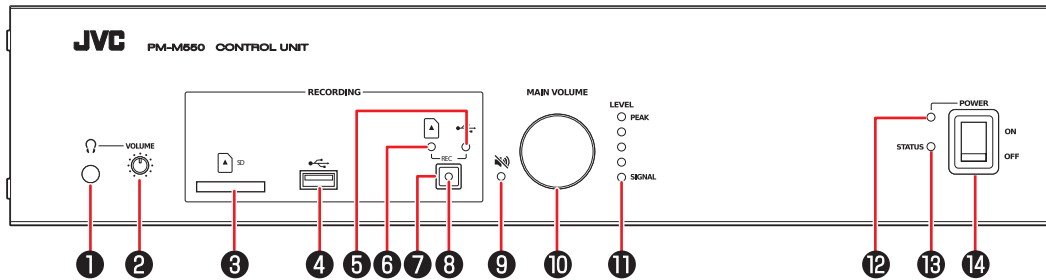 JVC PM-M550 CONTROL UNIT
RECORDING
MAIN VOLUME
LEVEL
PEAK
POWER
VOLUME
SD
REC
SIGNAL
STATUS
ON
OFF
1 2 3 4 5 6 7 8 9 10 11 12 13 14